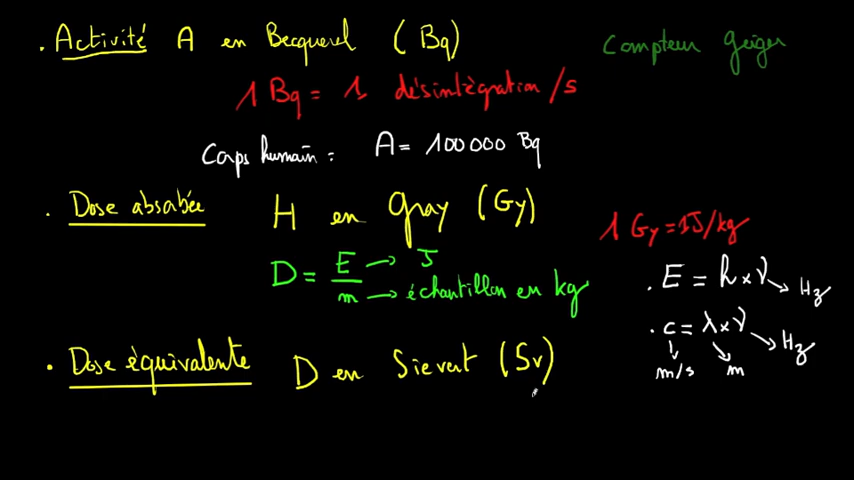 . Activité A en Becquerel (Bq)
Compteur geiger
1 Bq = 1 désintégration /s
Corps humain : A = 100 000 Bq
. Dose absorbée H en gray (Gy)
1 Gy = 1J/kg
D = E/m
E → J
m → échantillon en kg
. E = h x ν → Hz
. c = λ x ν → Hz
m/s m
. Dose équivalente D en Sievert (Sv)